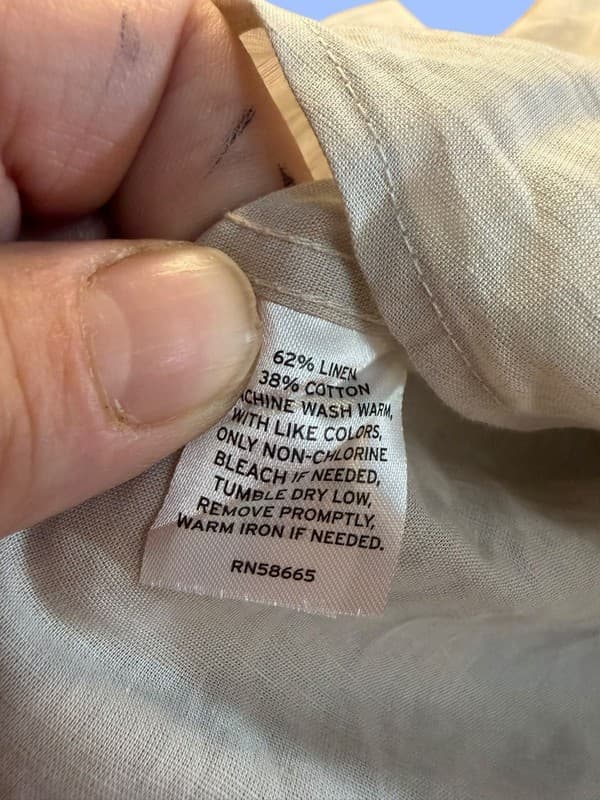 62% LINEN
38% COTTON
ACHINE WASH WARM,
WITH LIKE COLORS,
ONLY NON-CHLORINE
BLEACH IF NEEDED,
TUMBLE DRY LOW,
REMOVE PROMPTLY,
WARM IRON IF NEEDED.
RN58665